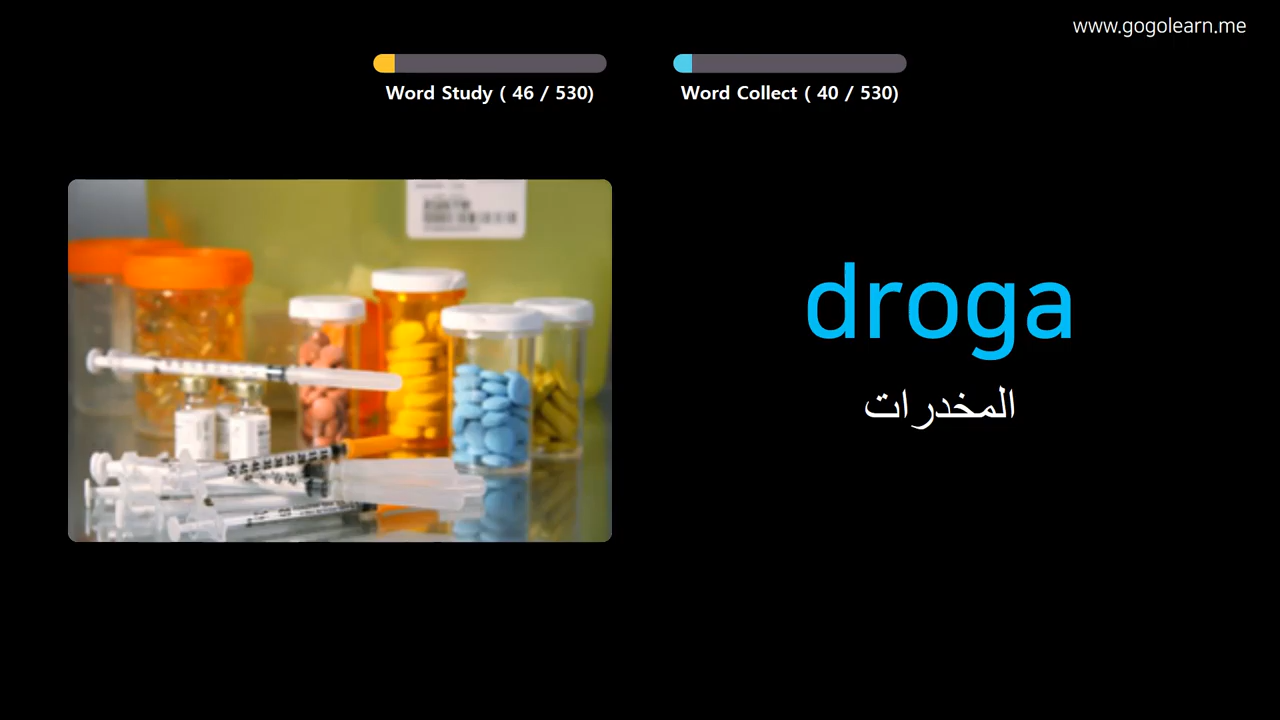 www.gogolearn.me
Word Study ( 46 / 530)
Word Collect ( 40 / 530)
droga
المخدرات